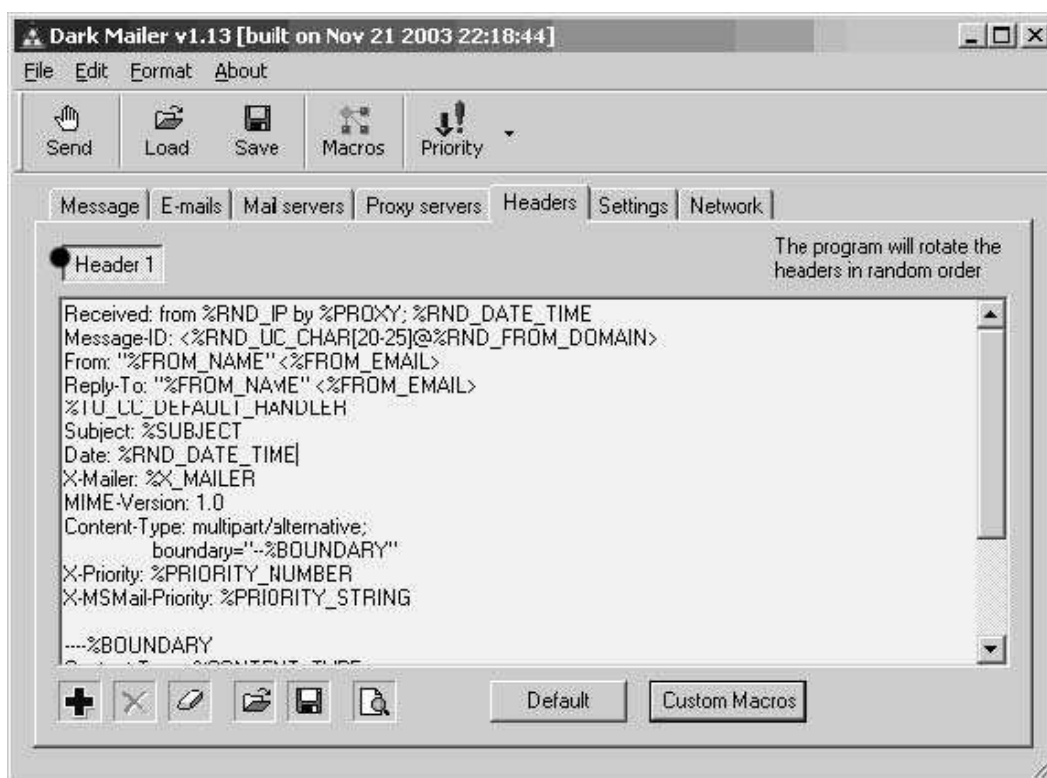 Dark Mailer v1.13 [built on Nov 21 2003 22:18:44]
File Edit Format About
Send Load Save Macros Priority
Message E-mails Mail servers Proxy servers Headers Settings Network
Header 1
The program will rotate the
headers in random order
Received: from %RND_IP by %PROXY; %RND_DATE_TIME
Message-ID: <%RND_UC_CHAR[20-25]@%RND_FROM_DOMAIN>
From: "%FROM_NAME" <%FROM_EMAIL>
Reply-To: "%FROM_NAME" <%FROM_EMAIL>
%TO_CC_DEFAULT_HANDLER
Subject: %SUBJECT
Date: %RND_DATE_TIME
X-Mailer: %X_MAILER
MIME-Version: 1.0
Content-Type: multipart/alternative;
boundary="--%BOUNDARY"
X-Priority: %PRIORITY_NUMBER
X-MSMail-Priority: %PRIORITY_STRING
----%BOUNDARY
Default Custom Macros